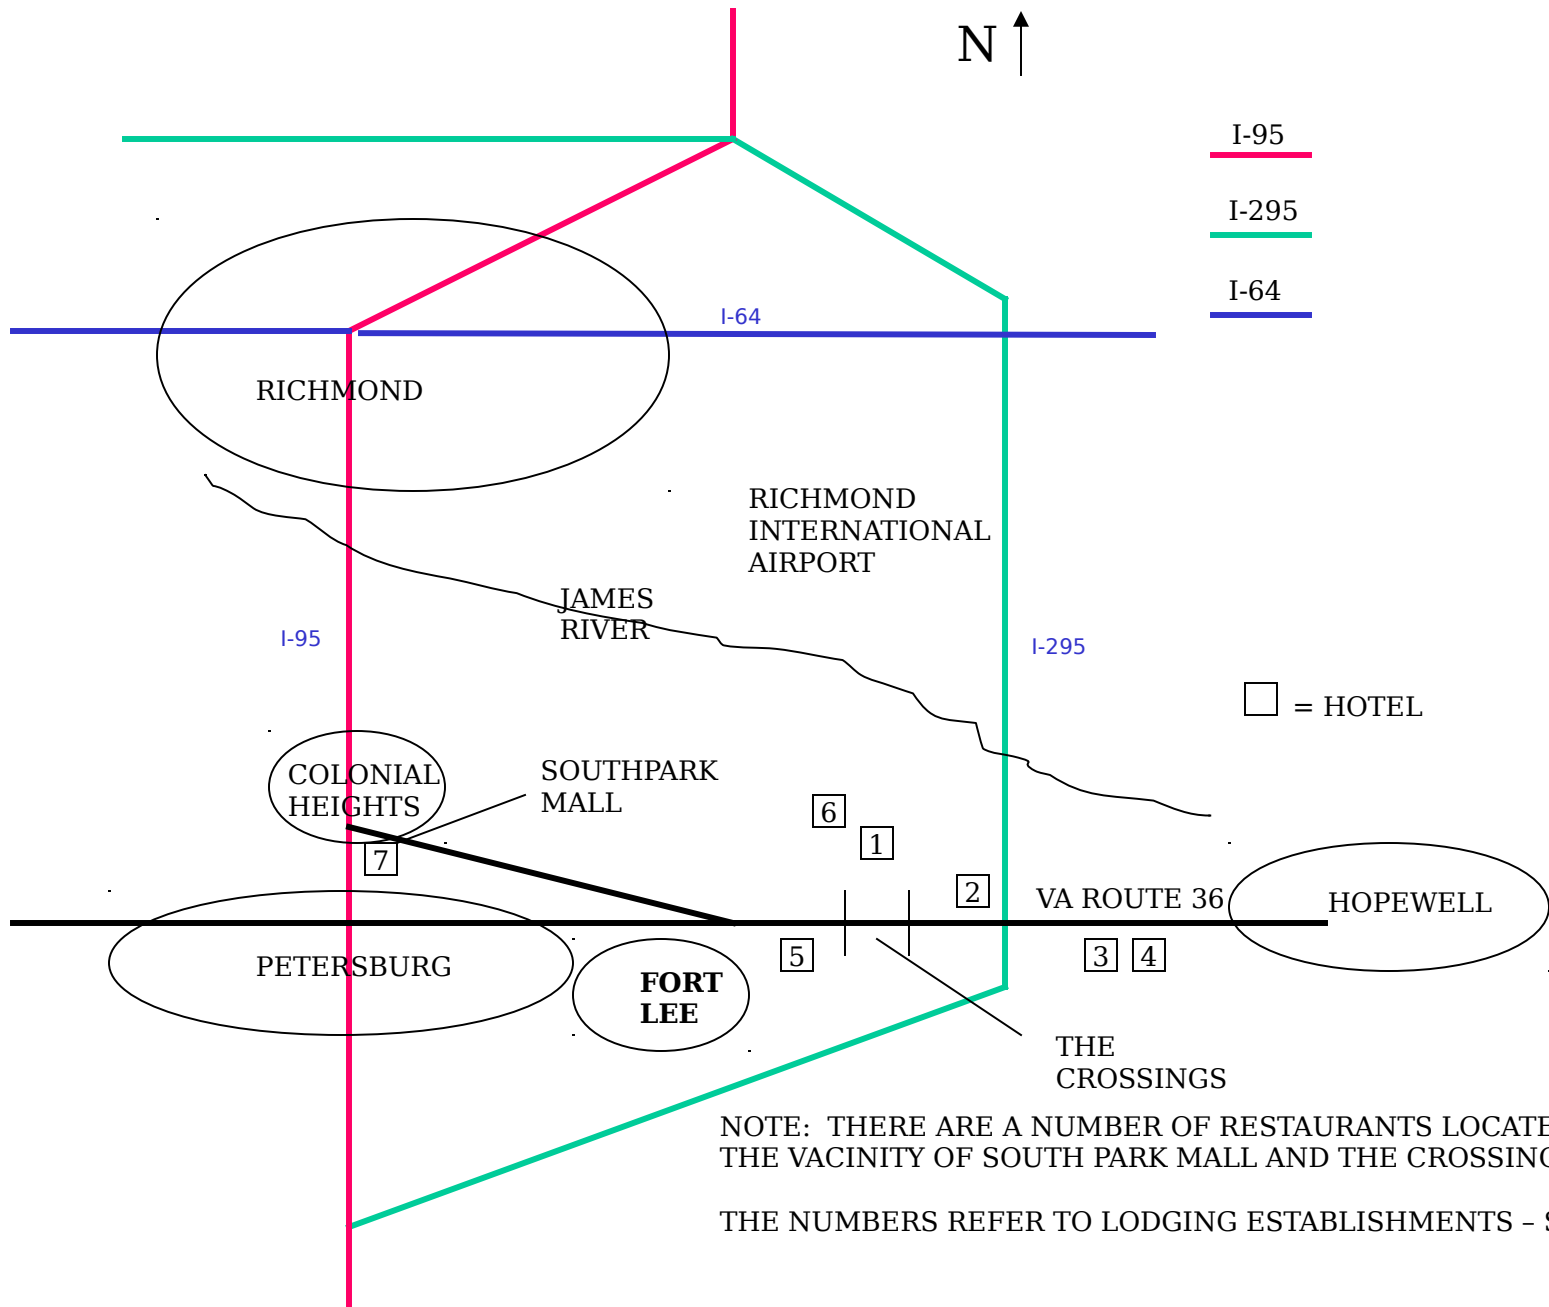 N
I-95
I-295
I-64
I-64
RICHMOND
RICHMOND
INTERNATIONAL
AIRPORT
JAMES
RIVER
I-95
I-295
= HOTEL
COLONIAL
HEIGHTS
SOUTHPARK
MALL
6
1
7
2
VA ROUTE 36
HOPEWELL
PETERSBURG
FORT
LEE
5
3
4
THE
CROSSINGS
NOTE: THERE ARE A NUMBER OF RESTAURANTS LOCATE
THE VACINITY OF SOUTH PARK MALL AND THE CROSSING
THE NUMBERS REFER TO LODGING ESTABLISHMENTS –